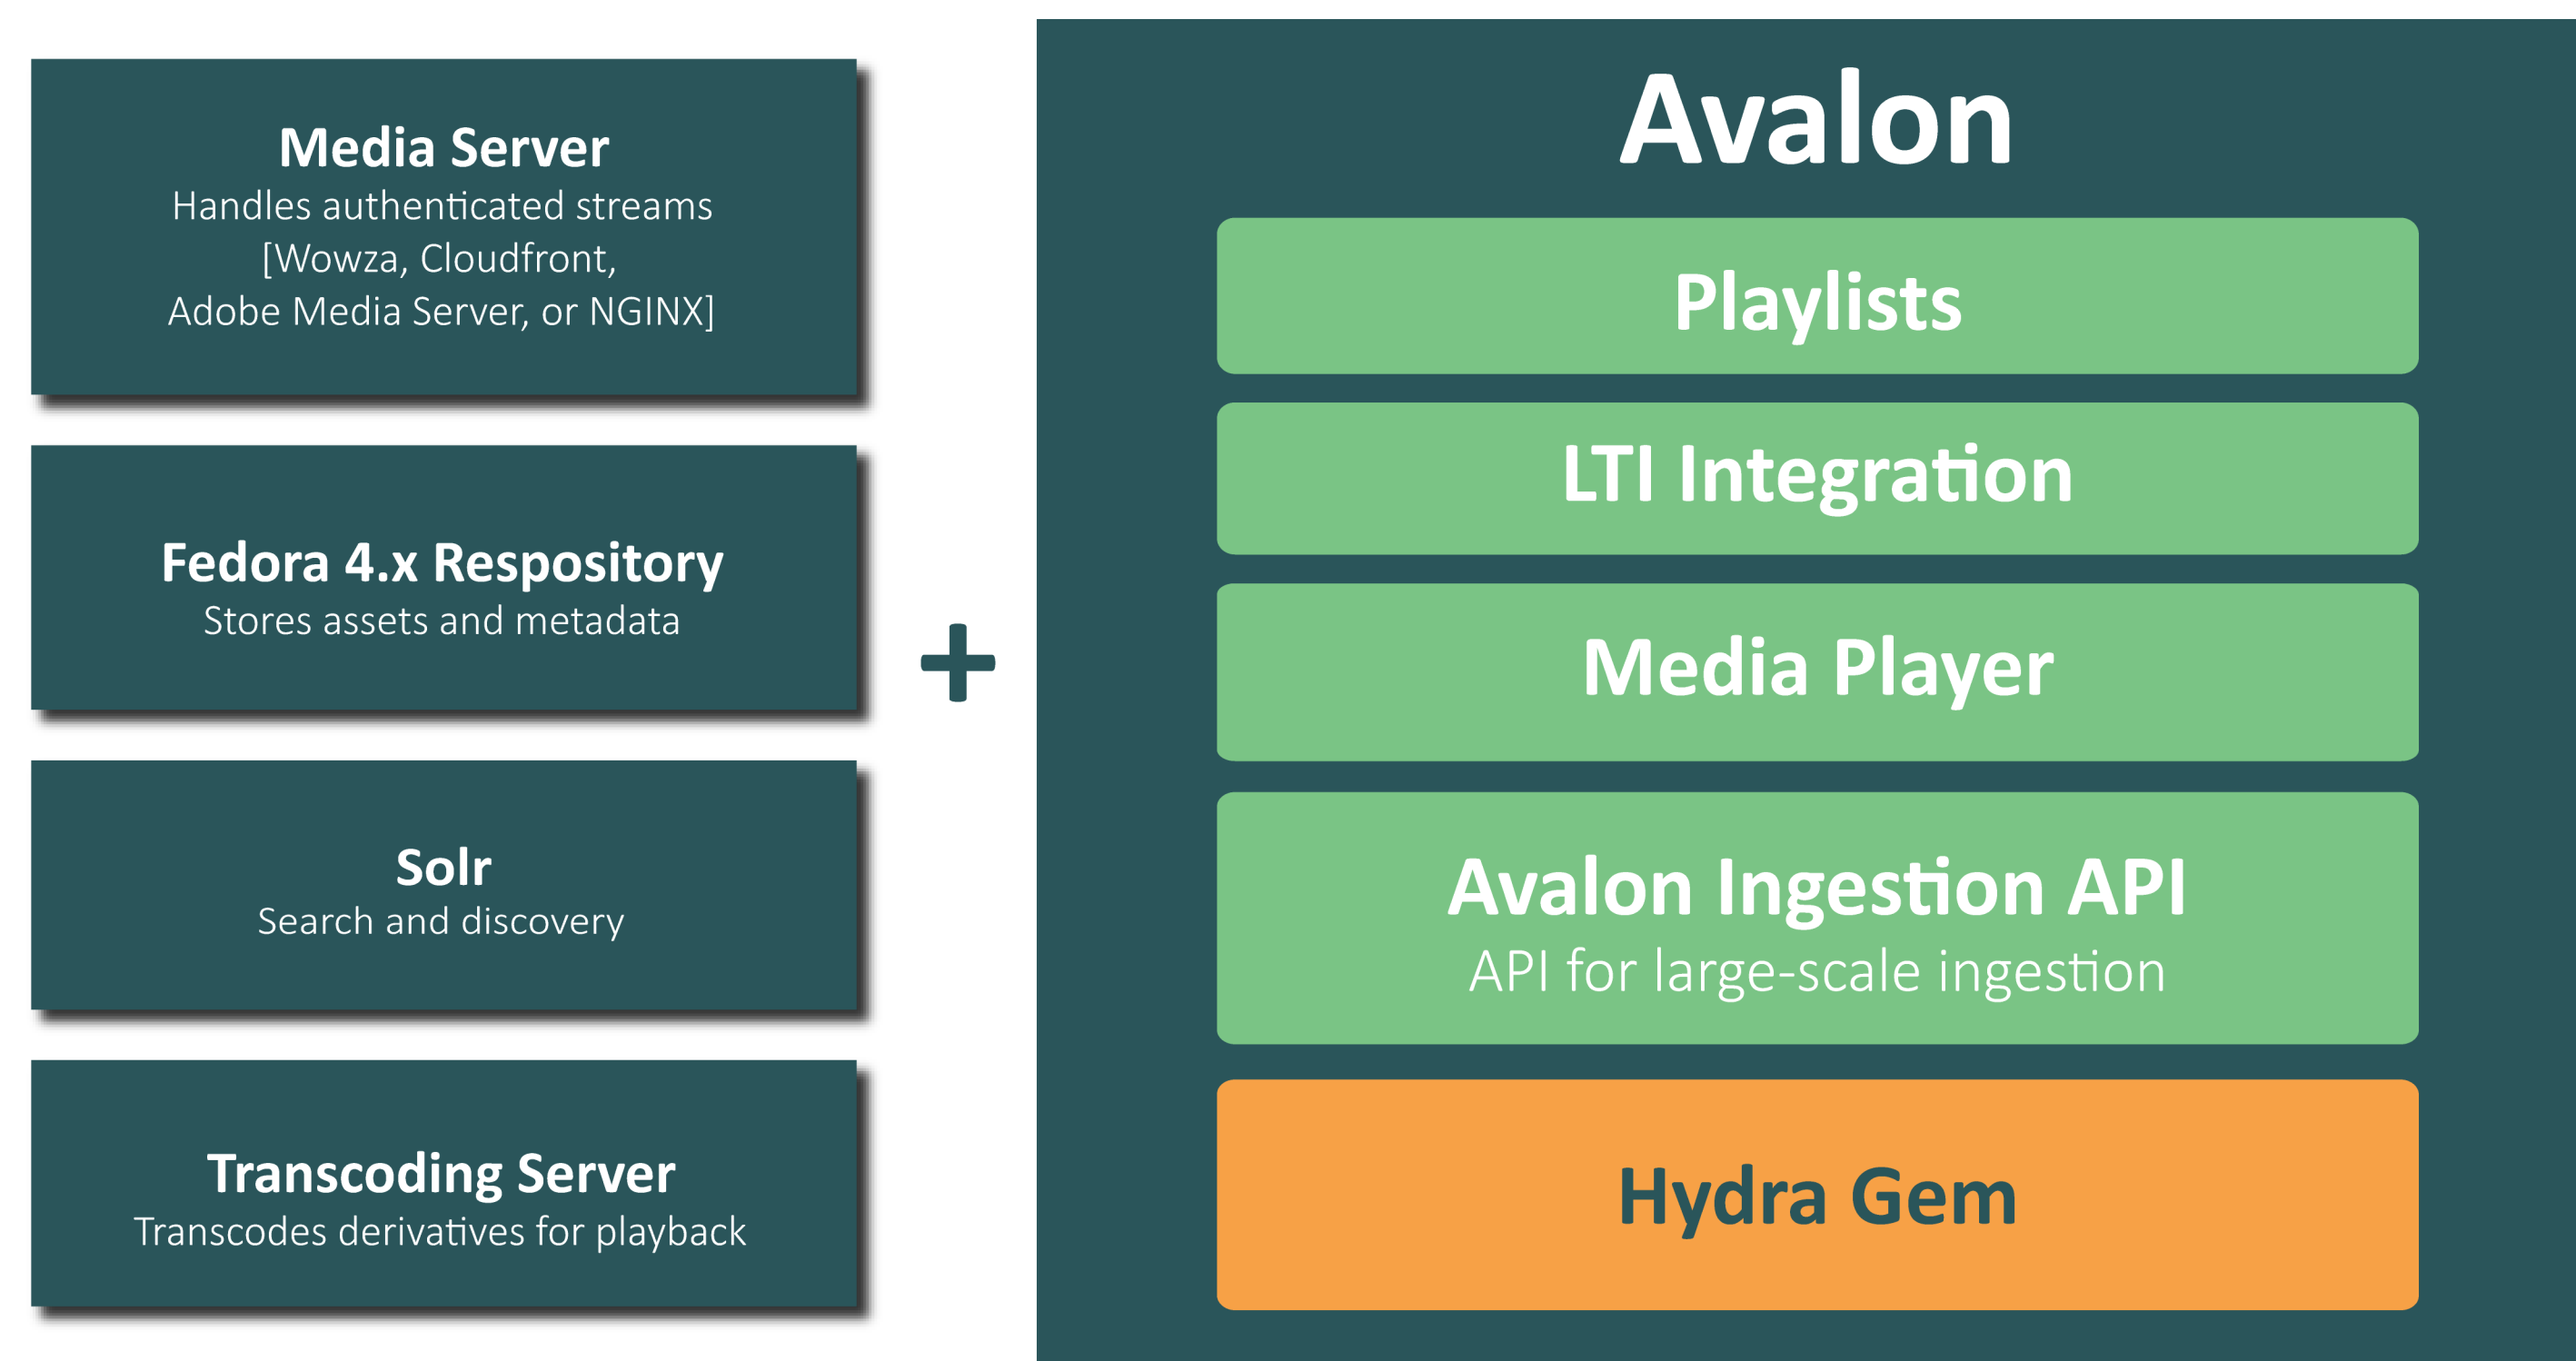 Media Server
Handles authenticated streams
[Wowza, Cloudfront,
Adobe Media Server, or NGINX]
Fedora 4.x Respository
Stores assets and metadata
Solr
Search and discovery
Transcoding Server
Transcodes derivatives for playback
+
Avalon
Playlists
LTI Integration
Media Player
Avalon Ingestion API
API for large-scale ingestion
Hydra Gem